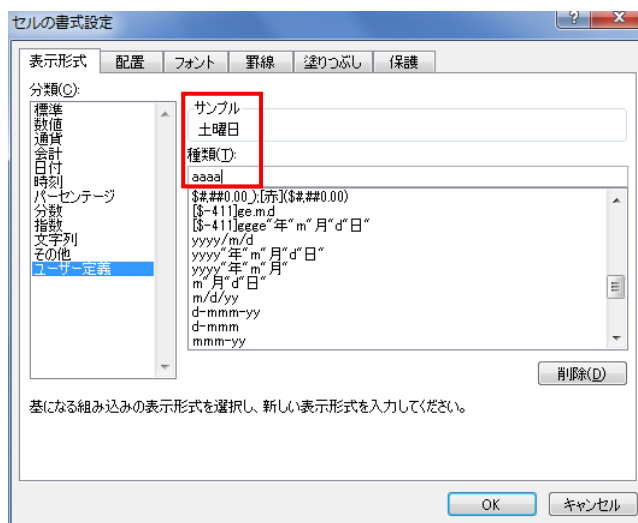 セルの書式設定
表示形式 配置 フォント 罫線 塗りつぶし 保護
分類(C):
標準
数値
通貨
会計
日付
時刻
パーセンテージ
分数
指数
文字列
その他
ユーザー定義
サンプル
土曜日
種類(T):
aaaa
$#,##0.00_);[赤]($#,##0.00)
[$-411]ge.m.d
[$-411]ggge"年"m"月"d"日"
yyyy/m/d
yyyy"年"m"月"d"日"
yyyy"年"m"月"
m"月"d"日"
m/d/yy
d-mmm-yy
d-mmm
mmm-yy
削除(D)
基になる組み込みの表示形式を選択し、新しい表示形式を入力してください。
OK キャンセル